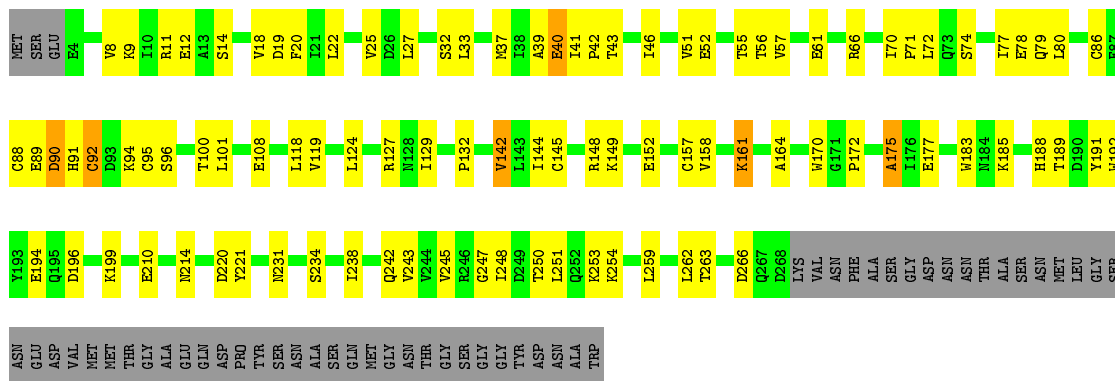 MET SER GLU E4 V8 K9 I10 R11 E12 A13 S14 V18 D19 F20 I21 L22 V25 D26 L27 S32 L33 M37 I38 A39 E40 I41 P42 T43 I46 V51 E52 T55 T56 V57 E61 R66 I70 P71 L72 Q73 S74 I77 E78 Q79 L80 C86 E87
C88 E89 D90 H91 C92 D93 K94 C95 S96 T100 L101 E108 L118 V119 L124 R127 N128 I129 P132 V142 L143 I144 C145 R148 K149 E152 C157 V158 K161 A164 W170 G171 P172 A175 I176 E177 W183 N184 K185 H188 T189 D190 Y191 W192
Y193 E194 Q195 D196 K199 E210 N214 D220 Y221 N231 S234 I238 Q242 V243 V244 V245 R246 G247 I248 D249 T250 L251 Q252 K253 K254 L259 L262 T263 D266 Q267 D268 LYS VAL ASN PHE ALA SER GLY ASP ASN ASN THR ALA SER ASN MET LEU GLY SER
ASN GLU ASP VAL MET MET THR GLY ALA GLU GLN ASP PRO TYR SER ASN ALA SER GLN MET GLY ASN THR GLY SER GLY GLY TYR ASP ASN ALA TRP